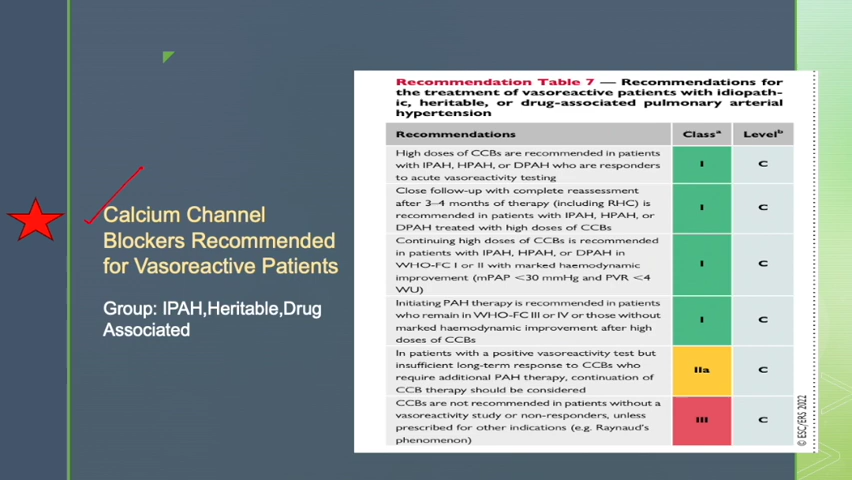 Calcium Channel
Blockers Recommended
for Vasoreactive Patients
Group: IPAH,Heritable,Drug
Associated
Recommendation Table 7 — Recommendations for
the treatment of vasoreactive patients with idiopath-
ic, heritable, or drug-associated pulmonary arterial
hypertension
Recommendations Classᵃ Levelᵇ
High doses of CCBs are recommended in patients
with IPAH, HPAH, or DPAH who are responders
to acute vasoreactivity testing
I C
Close follow-up with complete reassessment
after 3–4 months of therapy (including RHC) is
recommended in patients with IPAH, HPAH, or
DPAH treated with high doses of CCBs
I C
Continuing high doses of CCBs is recommended
in patients with IPAH, HPAH, or DPAH in
WHO-FC I or II with marked haemodynamic
improvement (mPAP <30 mmHg and PVR <4
WU)
I C
Initiating PAH therapy is recommended in patients
who remain in WHO-FC III or IV or those without
marked haemodynamic improvement after high
doses of CCBs
I C
In patients with a positive vasoreactivity test but
insufficient long-term response to CCBs who
require additional PAH therapy, continuation of
CCB therapy should be considered
IIa C
CCBs are not recommended in patients without a
vasoreactivity study or non-responders, unless
prescribed for other indications (e.g. Raynaud's
phenomenon)
III C
© ESC/ERS 2022